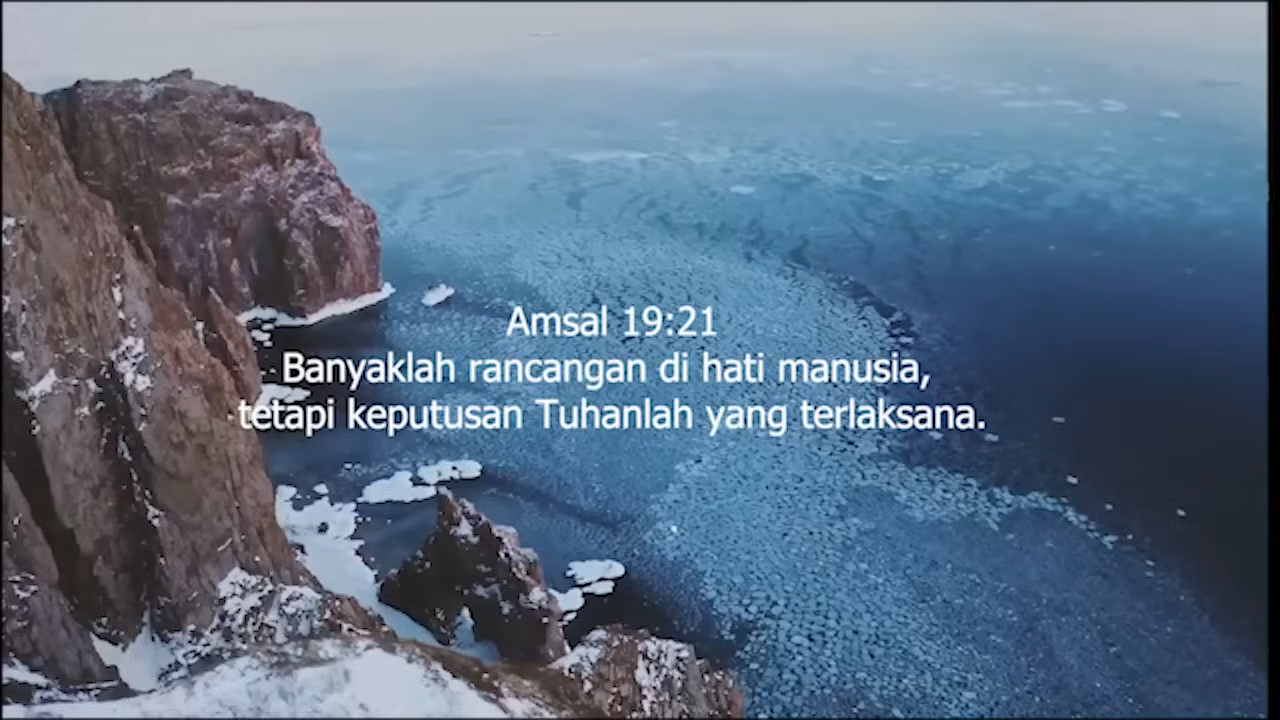 Amsal 19:21
Banyaklah rancangan di hati manusia,
tetapi keputusan Tuhanlah yang terlaksana.